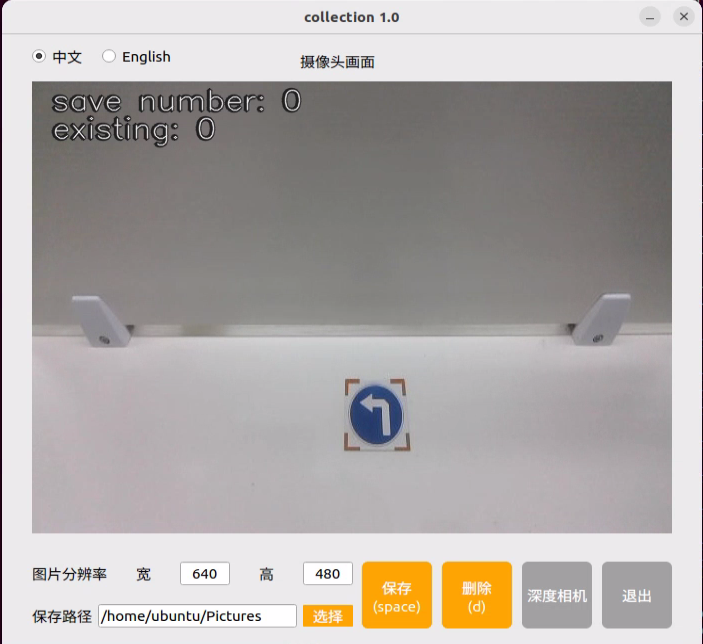 collection 1.0
中文 English
摄像头画面
save number: 0
existing: 0
图片分辨率 宽 640 高 480
保存路径 /home/ubuntu/Pictures 选择
保存
(space)
删除
(d)
深度相机
退出